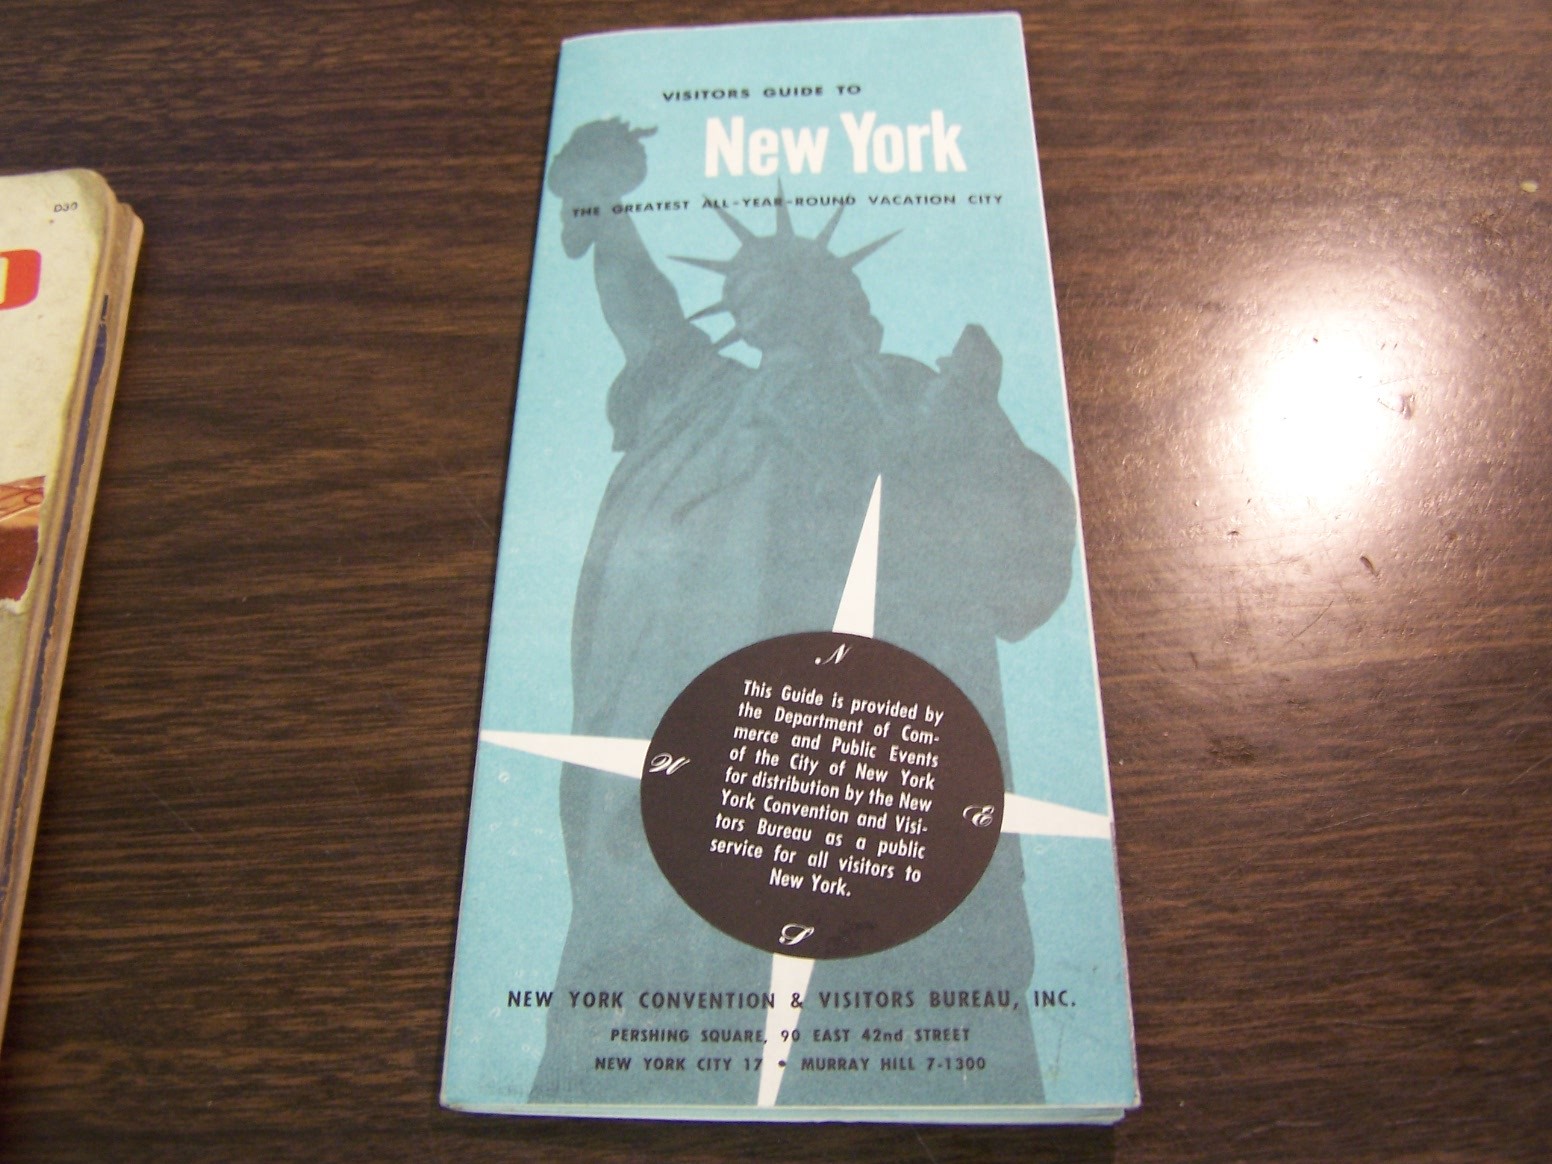 D30
VISITORS GUIDE TO
New York
THE GREATEST ALL-YEAR-ROUND VACATION CITY
N
This Guide is provided by
the Department of Com-
merce and Public Events
of the City of New York
for distribution by the New
York Convention and Visi-
tors Bureau as a public
service for all visitors to
New York.
W
E
S
NEW YORK CONVENTION & VISITORS BUREAU, INC.
PERSHING SQUARE, 90 EAST 42nd STREET
NEW YORK CITY 17 • MURRAY HILL 7-1300